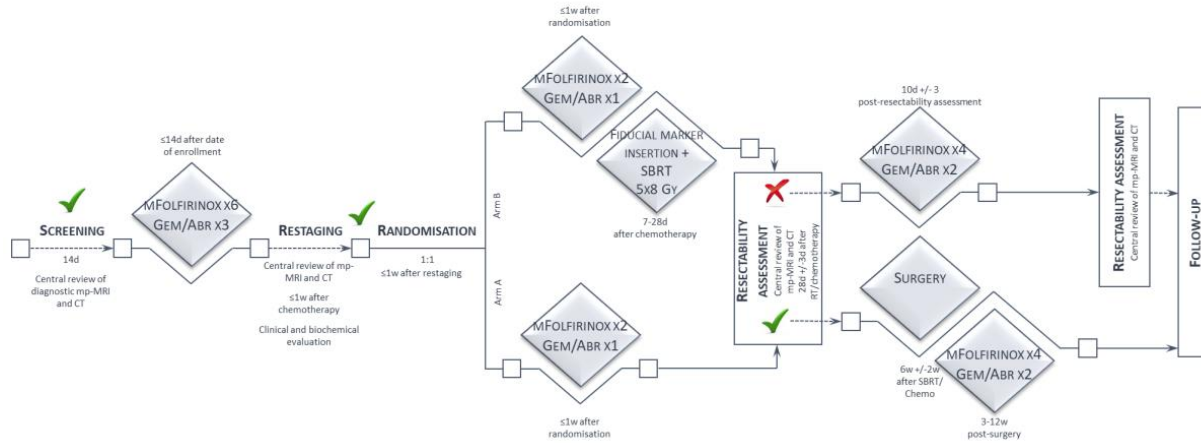 ≤14d after date
of enrollment
mFolfirinox x6
Gem/Abr x3
Screening
14d
Central review of
diagnostic mp-MRI
and CT
Restaging
Central review of mp-
MRI and CT
≤1w after
chemotherapy
Clinical and biochemical
evaluation
Randomisation
1:1
≤1w after restaging
Arm B
Arm A
≤1w after
randomisation
mFolfirinox x2
Gem/Abr x1
Fiducial marker
insertion +
SBRT
5x8 Gy
7-28d
after chemotherapy
mFolfirinox x2
Gem/Abr x1
≤1w after
randomisation
Resectability
assessment
Central review of
mp-MRI and CT
28d +/-3d after
RT/chemotherapy
10d +/- 3
post-resectability assessment
mFolfirinox x4
Gem/Abr x2
Surgery
6w +/-2w
after SBRT/
Chemo
mFolfirinox x4
Gem/Abr x2
3-12w
post-surgery
Resectability assessment
Central review of mp-MRI and CT
Follow-up